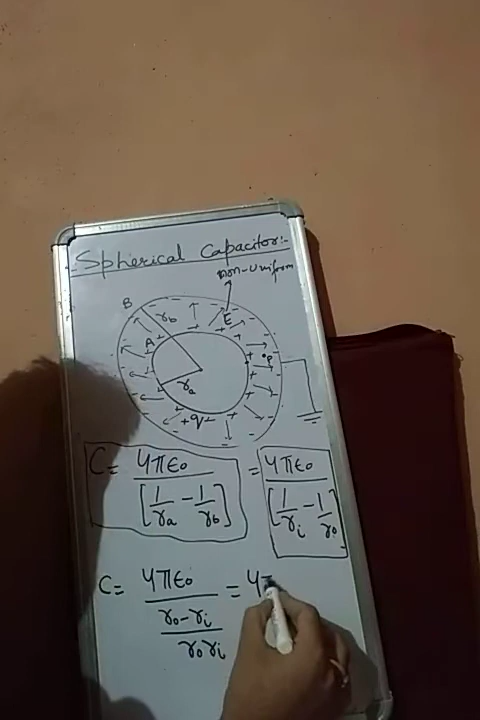 Spherical Capacitor:-
non-uniform
B
r_b
E
A
P
r_a
+q+
C = 4πε₀ / [1/r_a - 1/r_b] = 4πε₀ / [1/r_i - 1/r_o]
C = 4πε₀ / ((r_o - r_i) / r_o r_i) = 4π